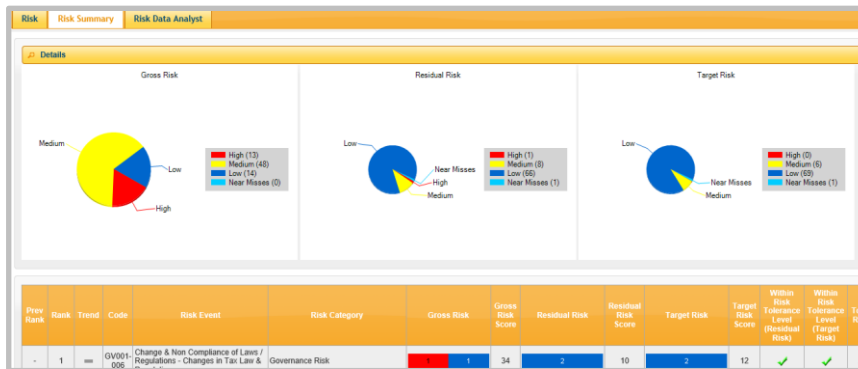 Risk
Risk Summary
Risk Data Analyst
Details
Gross Risk
Medium
Low
High
High (13)
Medium (48)
Low (14)
Near Misses (0)
Residual Risk
Low
Near Misses
High
Medium
High (1)
Medium (8)
Low (66)
Near Misses (1)
Target Risk
Low
Near Misses
Medium
High (0)
Medium (6)
Low (69)
Near Misses (1)
Prev
Rank
Rank
Trend
Code
Risk Event
Risk Category
Gross Risk
Gross
Risk
Score
Residual Risk
Residual
Risk
Score
Target Risk
Target
Risk
Score
Within
Risk
Tolerance
Level
(Residual
Risk)
Within
Risk
Tolerance
Level
(Target
Risk)
-
1
GV001-
006
Change & Non Compliance of Laws /
Regulations - Changes in Tax Law &
Governance Risk
1
1
34
2
10
2
12